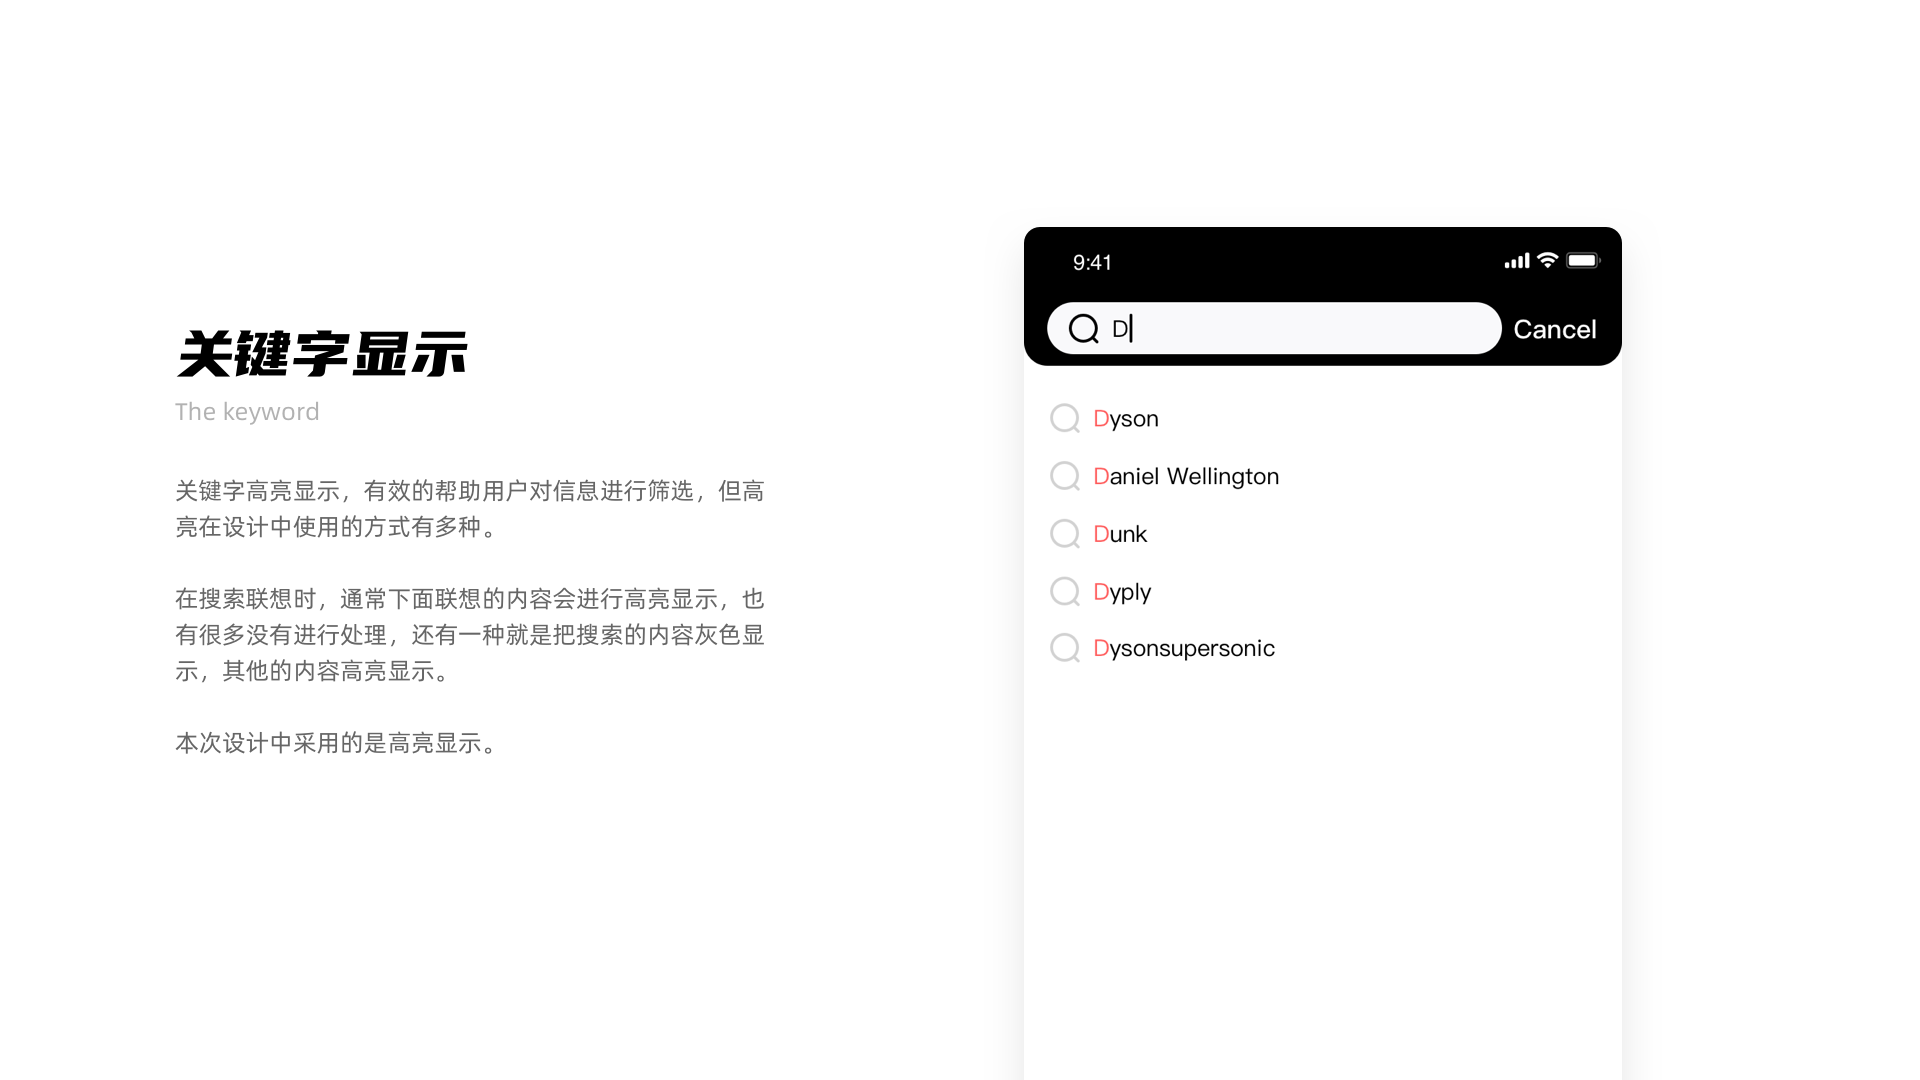 关键字显示
The keyword
关键字高亮显示，有效的帮助用户对信息进行筛选，但高
亮在设计中使用的方式有多种。
在搜索联想时，通常下面联想的内容会进行高亮显示，也
有很多没有进行处理，还有一种就是把搜索的内容灰色显
示，其他的内容高亮显示。
本次设计中采用的是高亮显示。
9:41
D
Cancel
Dyson
Daniel Wellington
Dunk
Dyply
Dysonsupersonic